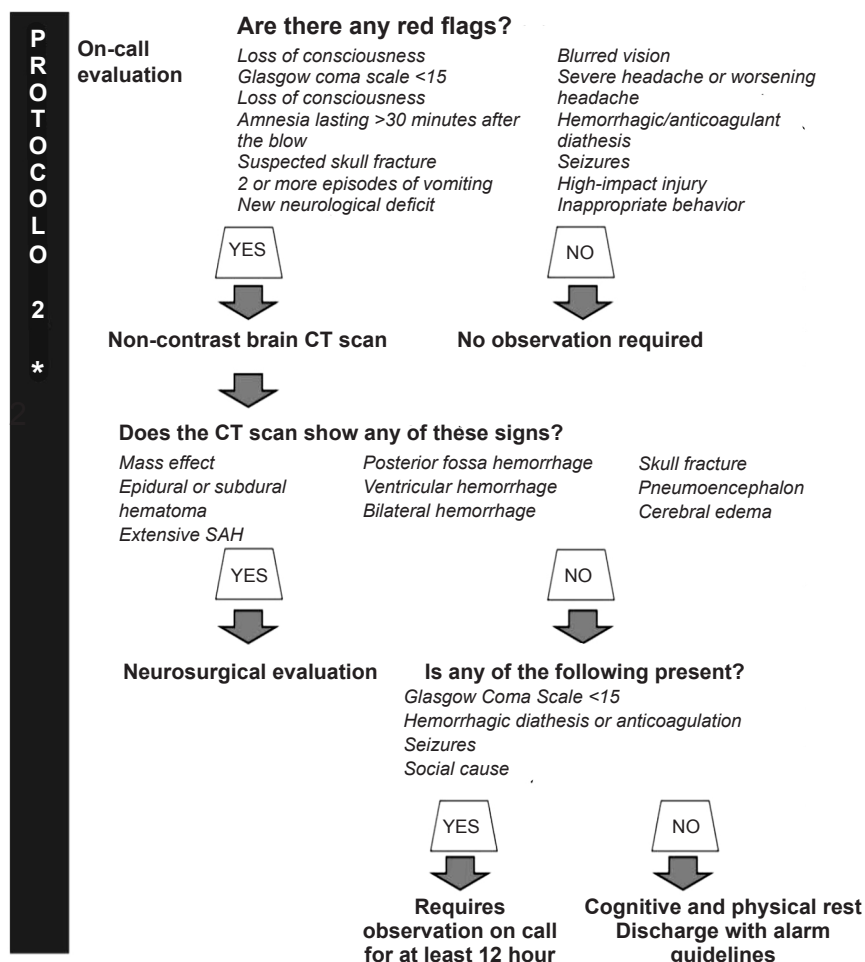 PROTOCOLO 2 *
2
On-call
evaluation
Are there any red flags?
Loss of consciousness
Glasgow coma scale <15
Loss of consciousness
Amnesia lasting >30 minutes after
the blow
Suspected skull fracture
2 or more episodes of vomiting
New neurological deficit
Blurred vision
Severe headache or worsening
headache
Hemorrhagic/anticoagulant
diathesis
Seizures
High-impact injury
Inappropriate behavior
YES
NO
Non-contrast brain CT scan
No observation required
Does the CT scan show any of these signs?
Mass effect
Epidural or subdural
hematoma
Extensive SAH
Posterior fossa hemorrhage
Ventricular hemorrhage
Bilateral hemorrhage
Skull fracture
Pneumoencephalon
Cerebral edema
YES
NO
Neurosurgical evaluation
Is any of the following present?
Glasgow Coma Scale <15
Hemorrhagic diathesis or anticoagulation
Seizures
Social cause
YES
NO
Requires
observation on call
for at least 12 hour
Cognitive and physical rest
Discharge with alarm
guidelines